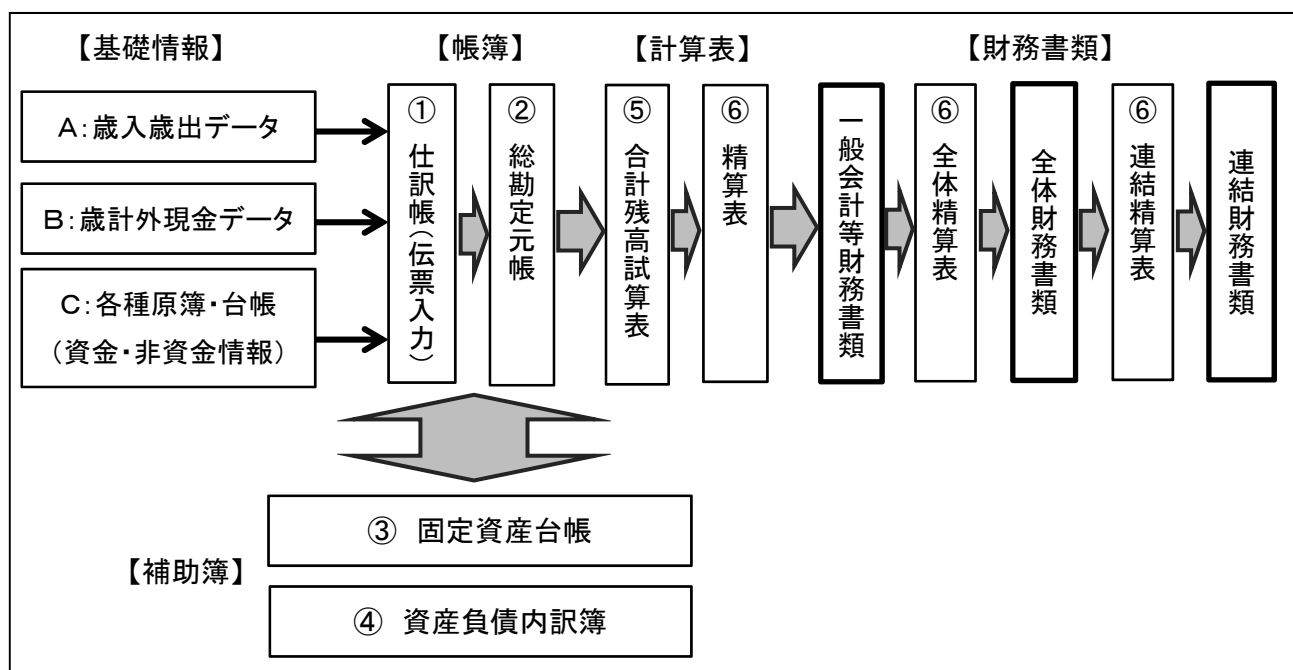 【基礎情報】
【帳簿】
【計算表】
【財務書類】
A:歳入歳出データ
B:歳計外現金データ
C:各種原簿・台帳
(資金・非資金情報)
① 仕訳帳(伝票入力)
② 総勘定元帳
⑤ 合計残高試算表
⑥ 精算表
一般会計等財務書類
⑥ 全体精算表
全体財務書類
⑥ 連結精算表
連結財務書類
【補助簿】
③ 固定資産台帳
④ 資産負債内訳簿